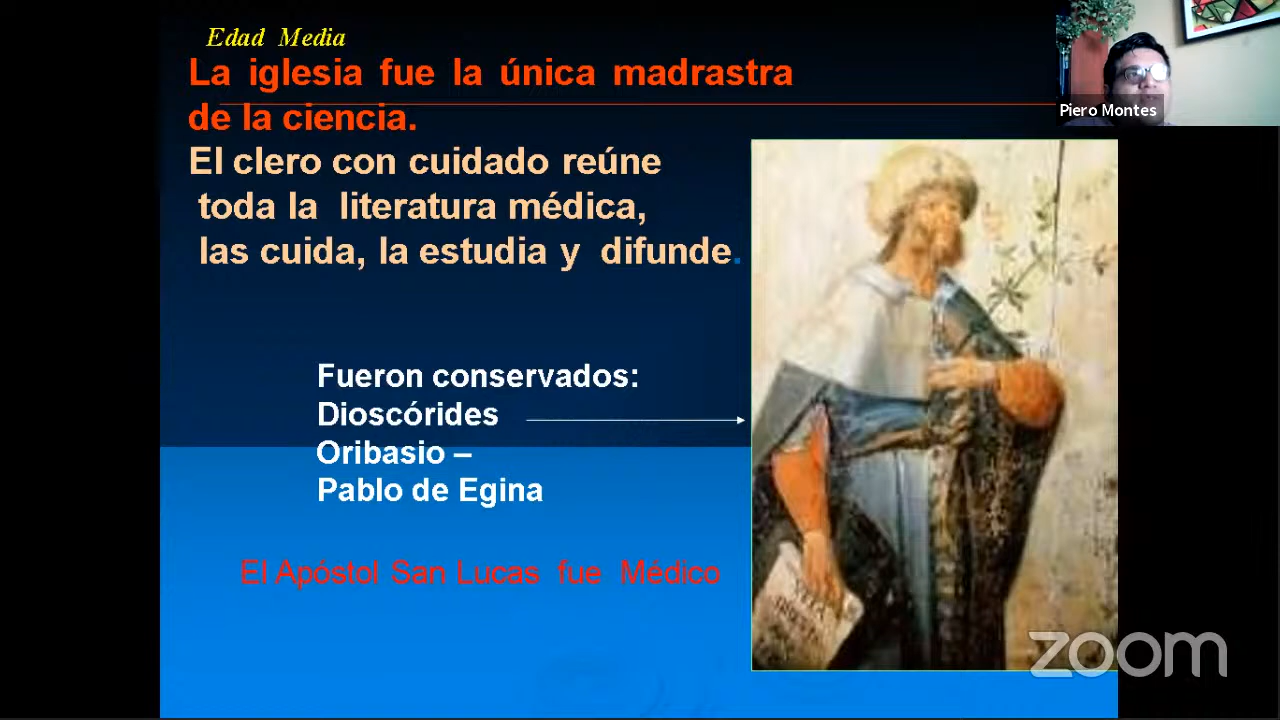 Edad Media
La iglesia fue la única madrastra
de la ciencia.
El clero con cuidado reúne
toda la literatura médica,
las cuida, la estudia y difunde.
Fueron conservados:
Dioscórides
Oribasio –
Pablo de Egina
El Apóstol San Lucas fue Médico
Piero Montes
zoom